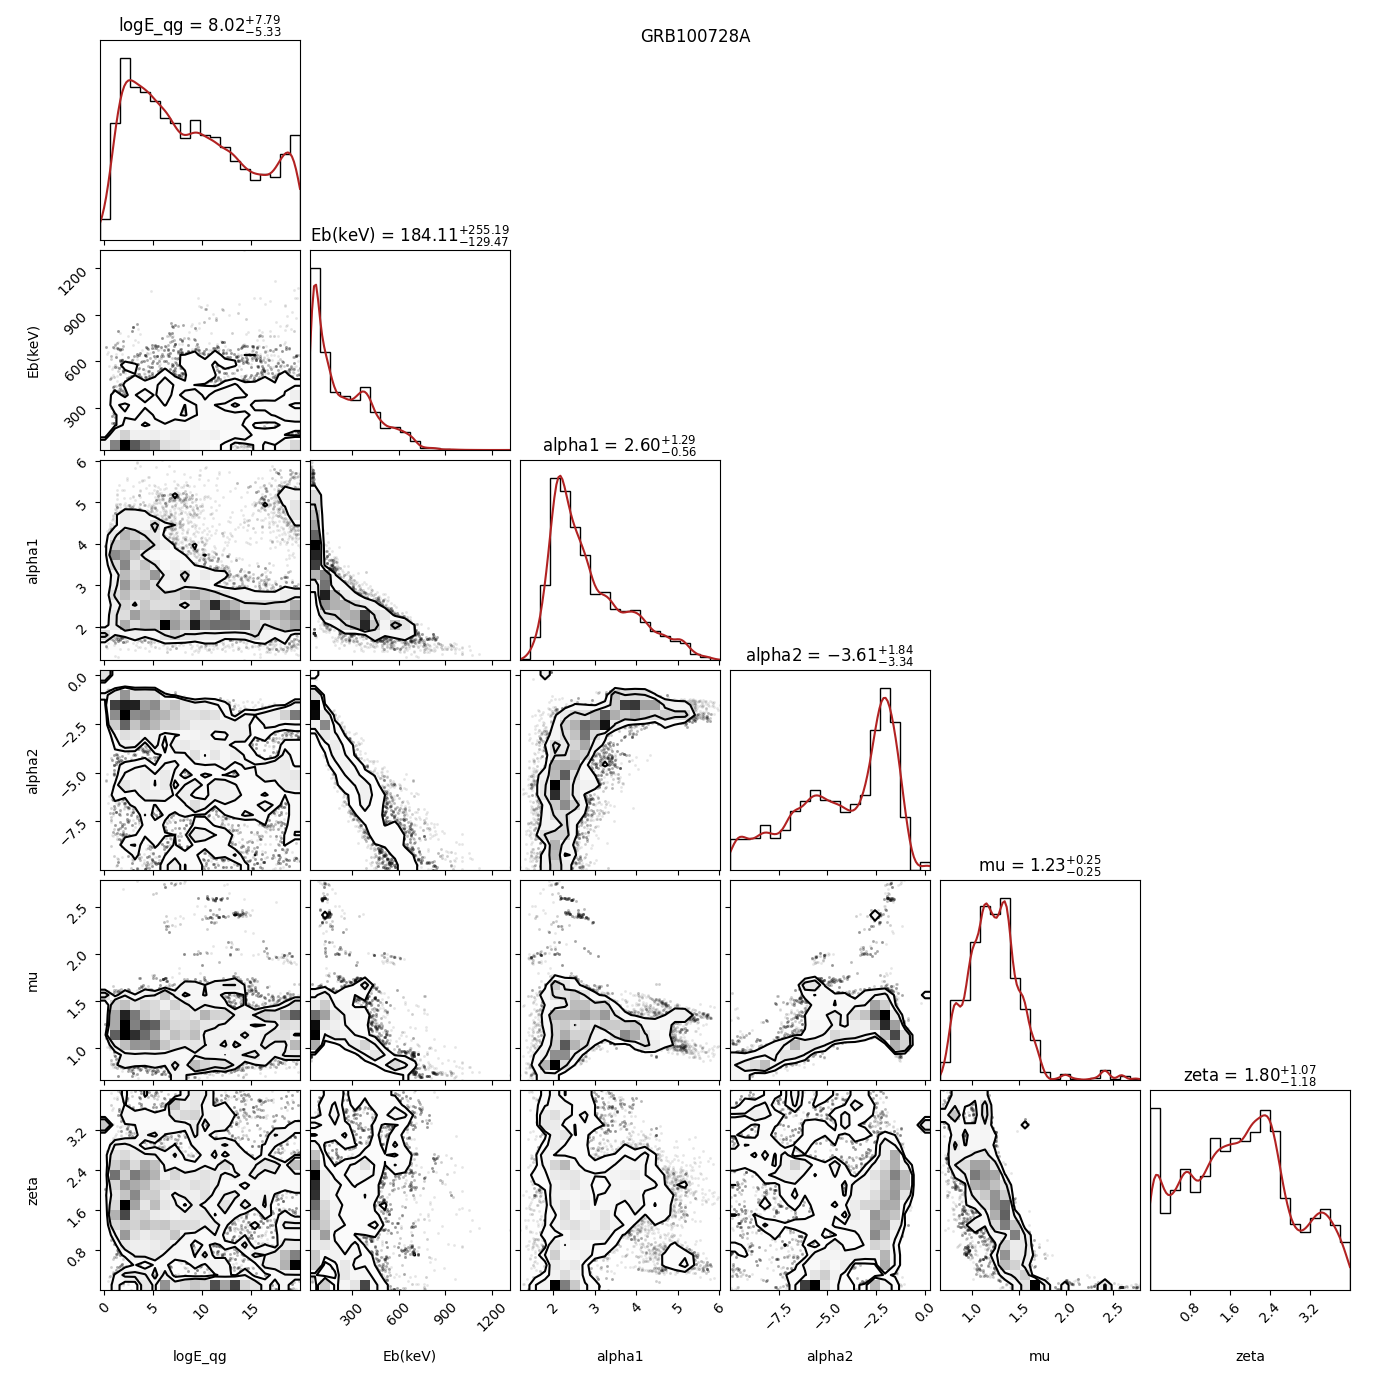 GRB100728A
logE_qg = 8.02+7.79−5.33
Eb(keV) = 184.11+255.19−129.47
Eb(keV)
1200
900
600
300
alpha1 = 2.60+1.29−0.56
alpha1
6
5
4
3
2
alpha2 = −3.61+1.84−3.34
alpha2
0.0
−2.5
−5.0
−7.5
mu = 1.23+0.25−0.25
mu
2.5
2.0
1.5
1.0
zeta = 1.80+1.07−1.18
zeta
3.2
2.4
1.6
0.8
0 5 10 15
300 600 900 1200
2 3 4 5 6
−7.5 −5.0 −2.5 0.0
1.0 1.5 2.0 2.5
0.8 1.6 2.4 3.2
logE_qg Eb(keV) alpha1 alpha2 mu zeta